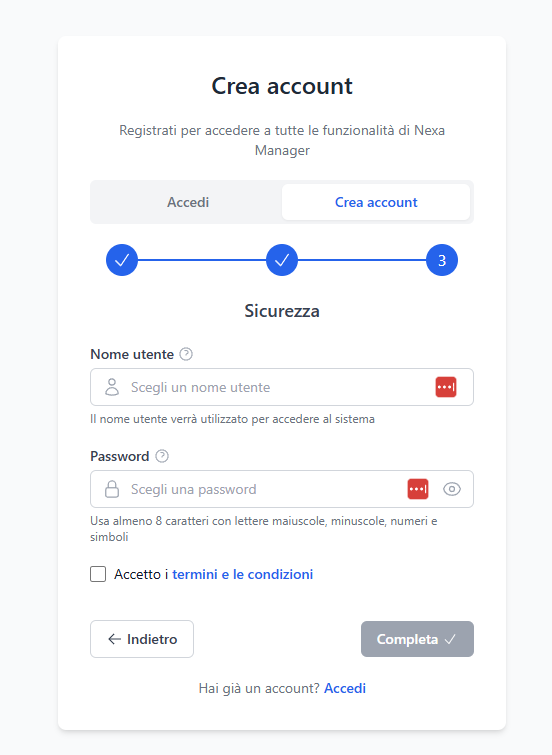 Crea account
Registrati per accedere a tutte le funzionalità di Nexa
Manager
Accedi
Crea account
3
Sicurezza
Nome utente
Scegli un nome utente
Il nome utente verrà utilizzato per accedere al sistema
Password
Scegli una password
Usa almeno 8 caratteri con lettere maiuscole, minuscole, numeri e
simboli
Accetto i termini e le condizioni
Indietro
Completa
Hai già un account? Accedi